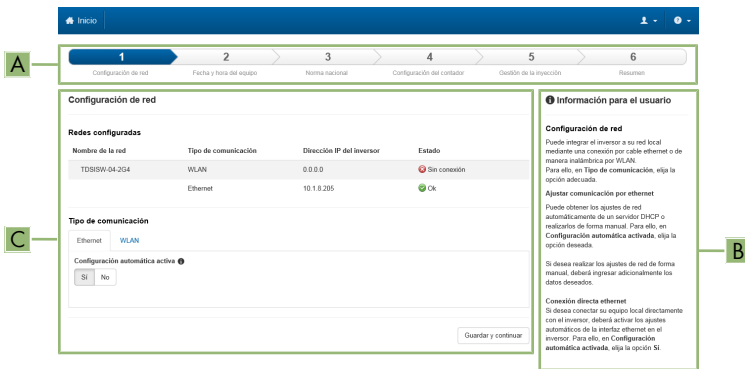 Inicio
A
1 2 3 4 5 6
Configuración de red Fecha y hora del equipo Norma nacional Configuración del contador Gestión de la inyección Resumen
C
Configuración de red
Redes configuradas
Nombre de la red Tipo de comunicación Dirección IP del inversor Estado
TDSISW-04-2G4 WLAN 0.0.0.0 Sin conexión
Ethernet 10.1.8.205 Ok
Tipo de comunicación
Ethernet WLAN
Configuración automática activa
Sí No
Guardar y continuar
B
Información para el usuario
Configuración de red
Puede integrar el inversor a su red local
mediante una conexión por cable ethernet o de
manera inalámbrica por WLAN.
Para ello, en Tipo de comunicación, elija la
opción adecuada.
Ajustar comunicación por ethernet
Puede obtener los ajustes de red
automáticamente de un servidor DHCP o
realizarlos de forma manual. Para ello, en
Configuración automática activada, elija la
opción deseada.
Si desea realizar los ajustes de red de forma
manual, deberá ingresar adicionalmente los
datos deseados.
Conexión directa ethernet
Si desea conectar su equipo local directamente
con el inversor, deberá activar los ajustes
automáticos de la interfaz ethernet en el
inversor. Para ello, en Configuración
automática activada, elija la opción Sí.